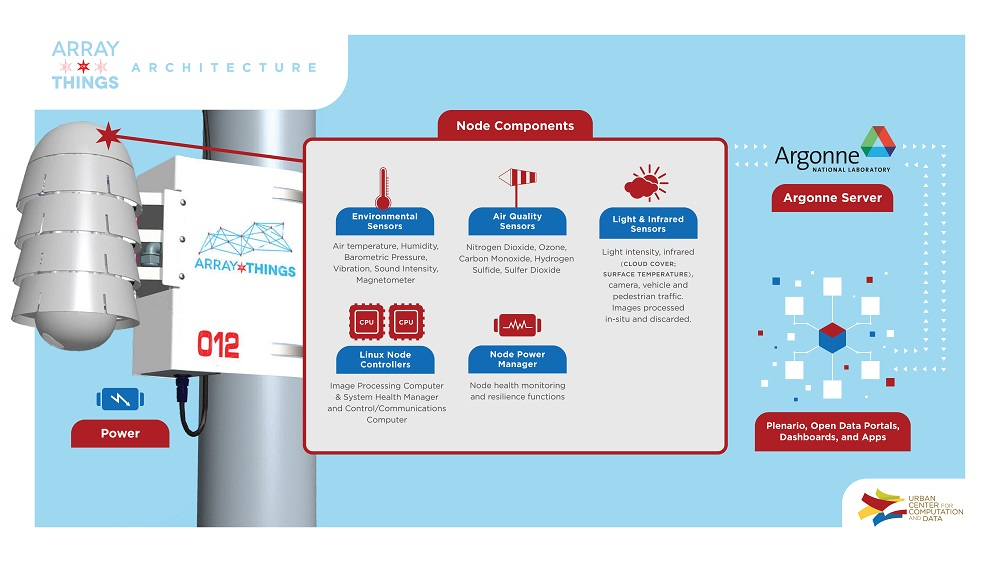 ARRAY
THINGS
ARCHITECTURE
Node Components
Environmental
Sensors
Air temperature, Humidity,
Barometric Pressure,
Vibration, Sound Intensity,
Magnetometer
Air Quality
Sensors
Nitrogen Dioxide, Ozone,
Carbon Monoxide, Hydrogen
Sulfide, Sulfer Dioxide
Light & Infrared
Sensors
Light intensity, infrared
(CLOUD COVER;
SURFACE TEMPERATURE),
camera, vehicle and
pedestrian traffic.
Images processed
in-situ and discarded.
CPU
CPU
Linux Node
Controllers
Image Processing Computer
& System Health Manager
and Control/Communications
Computer
Node Power
Manager
Node health monitoring
and resilience functions
ARRAY THINGS
012
Power
Argonne
NATIONAL LABORATORY
Argonne Server
Plenario, Open Data Portals,
Dashboards, and Apps
URBAN
CENTER FOR
COMPUTATION
AND DATA